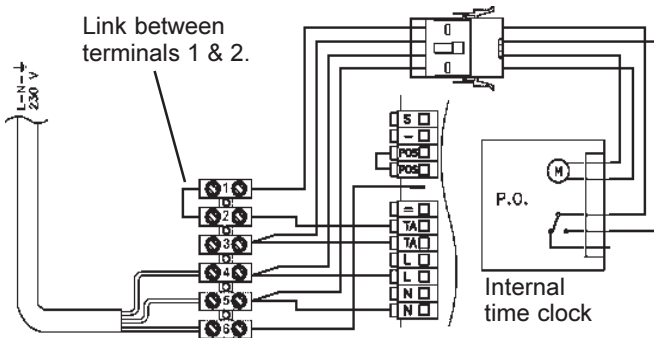 Link between
terminals 1 & 2.
L-N-⏚
230 V
1
2
3
4
5
6
S
–
POS
POS
=
TA
TA
L
L
N
N
M
P.O.
Internal
time clock